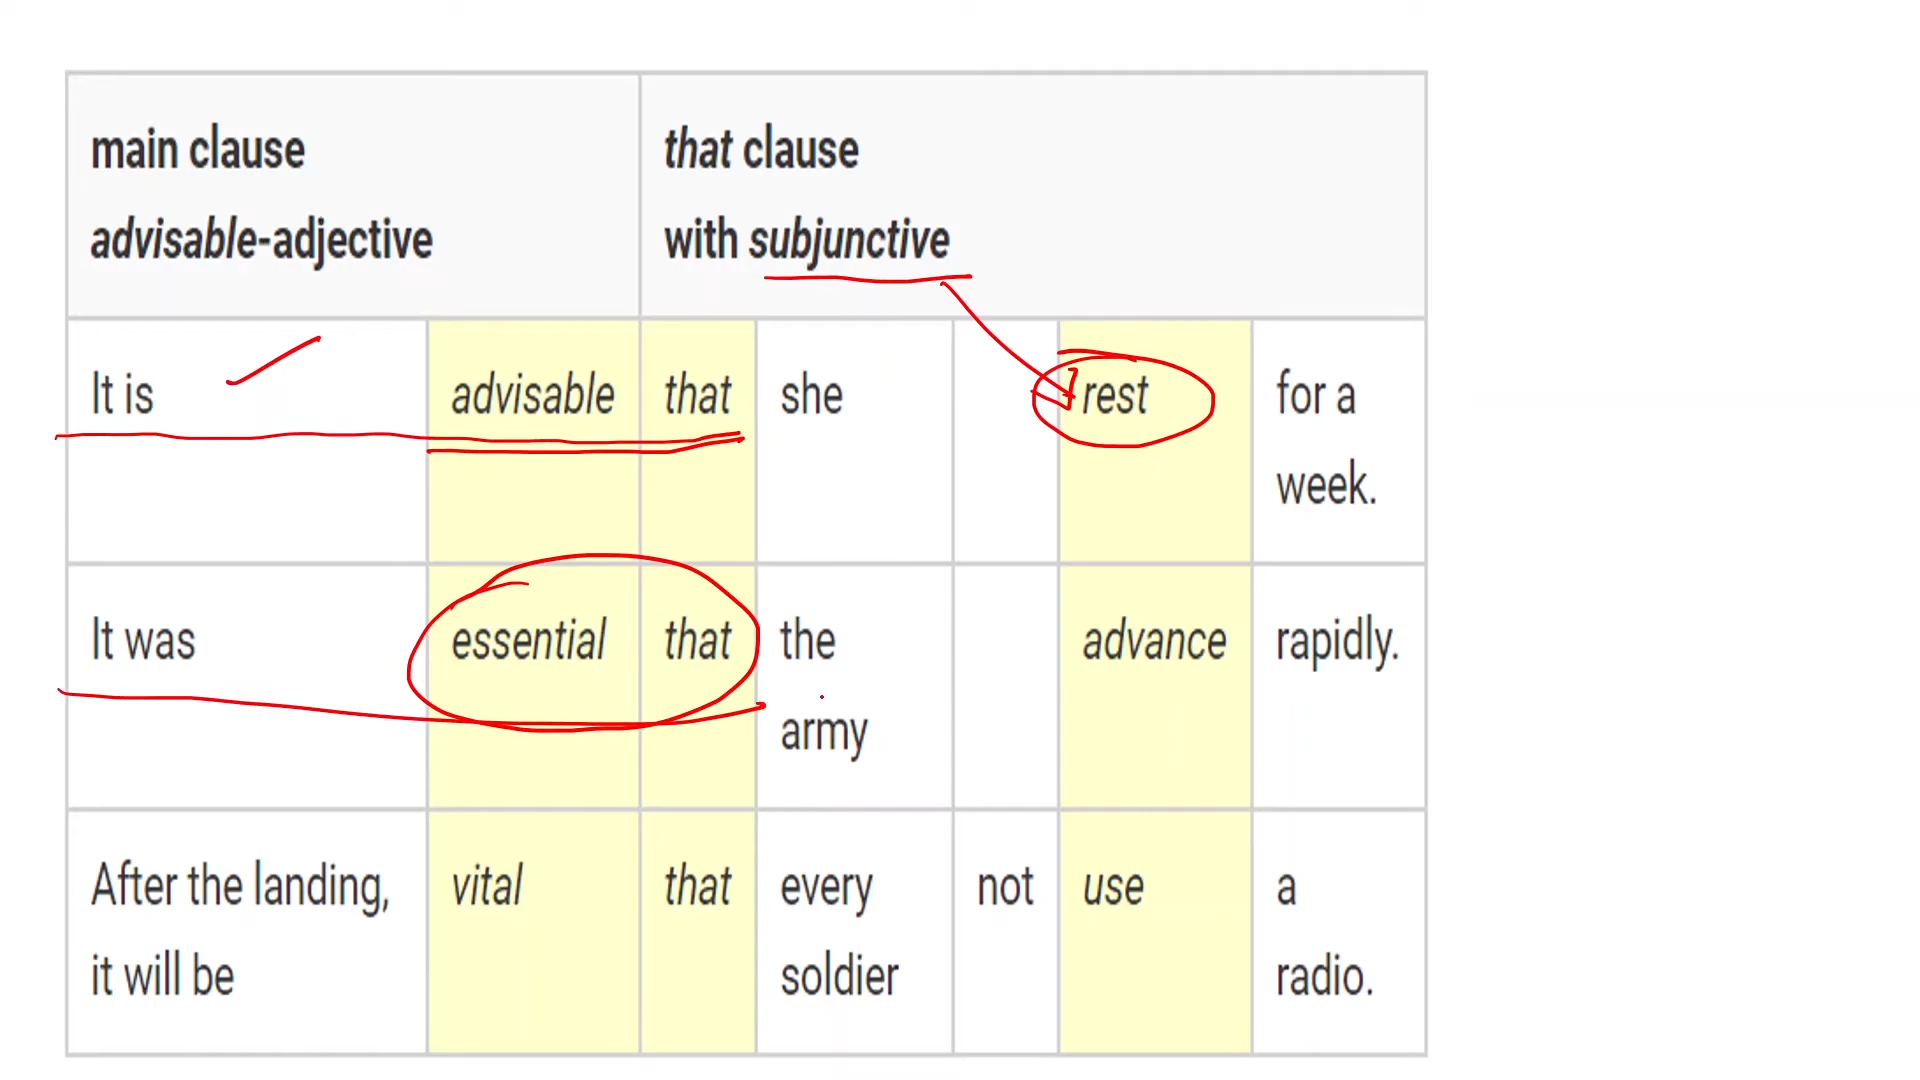 main clause
advisable-adjective
that clause
with subjunctive
It is advisable that she rest for a
week.
It was essential that the advance rapidly.
army
After the landing, vital that every not use a
it will be soldier radio.